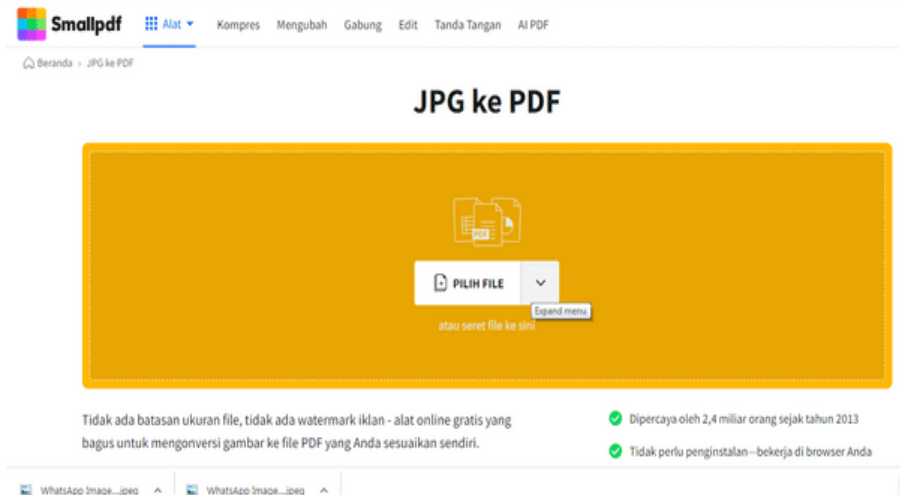 Smallpdf Alat Kompres Mengubah Gabung Edit Tanda Tangan AI PDF
Beranda › JPG ke PDF
JPG ke PDF
PDF
PILIH FILE
Expand menu
atau seret file ke sini
Tidak ada batasan ukuran file, tidak ada watermark iklan - alat online gratis yang
bagus untuk mengonversi gambar ke file PDF yang Anda sesuaikan sendiri.
Dipercaya oleh 2,4 miliar orang sejak tahun 2013
Tidak perlu penginstalan—bekerja di browser Anda
WhatsApp Image....jpeg WhatsApp Image....jpeg